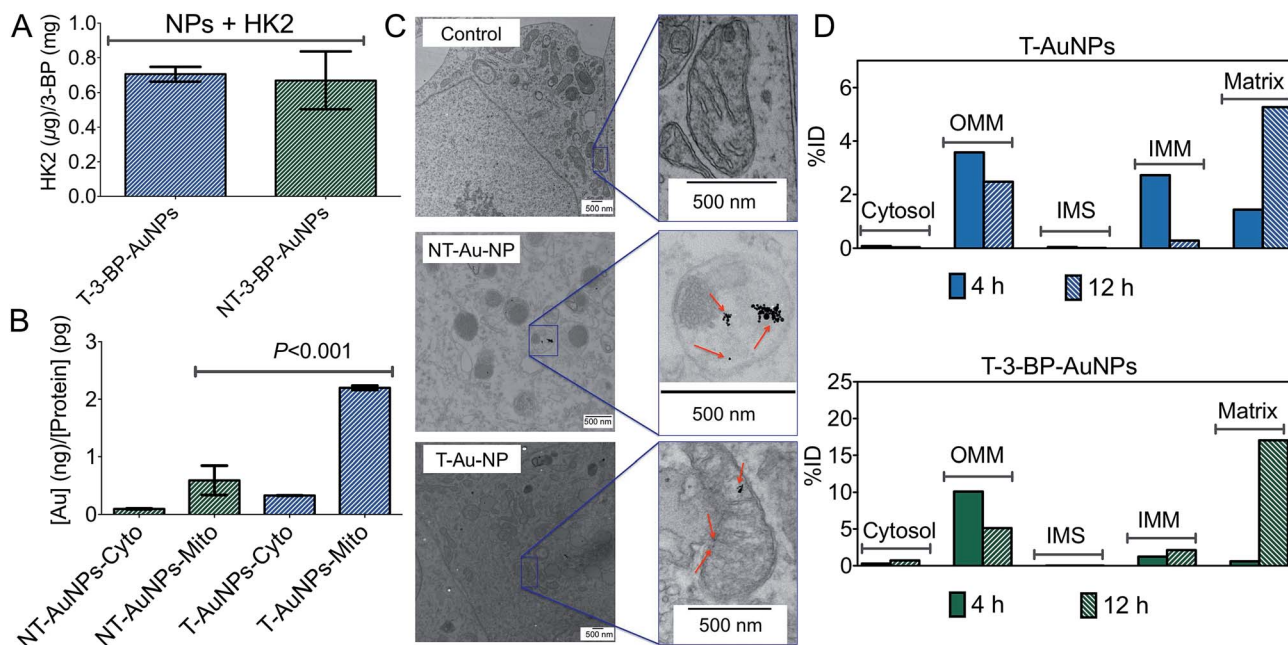 A
NPs + HK2
HK2 (µg)/3-BP (mg)
1.0
0.8
0.6
0.4
0.2
0.0
T-3-BP-AuNPs
NT-3-BP-AuNPs
B
[Au] (ng)/[Protein] (pg)
P<0.001
3
2
1
0
NT-AuNPs-Cyto
NT-AuNPs-Mito
T-AuNPs-Cyto
T-AuNPs-Mito
C
Control
500 nm
500 nm
NT-Au-NP
500 nm
500 nm
T-Au-NP
500 nm
500 nm
D
T-AuNPs
%ID
6
4
2
0
Cytosol
OMM
IMS
IMM
Matrix
4 h
12 h
T-3-BP-AuNPs
%ID
25
20
15
10
5
0
Cytosol
OMM
IMS
IMM
Matrix
4 h
12 h